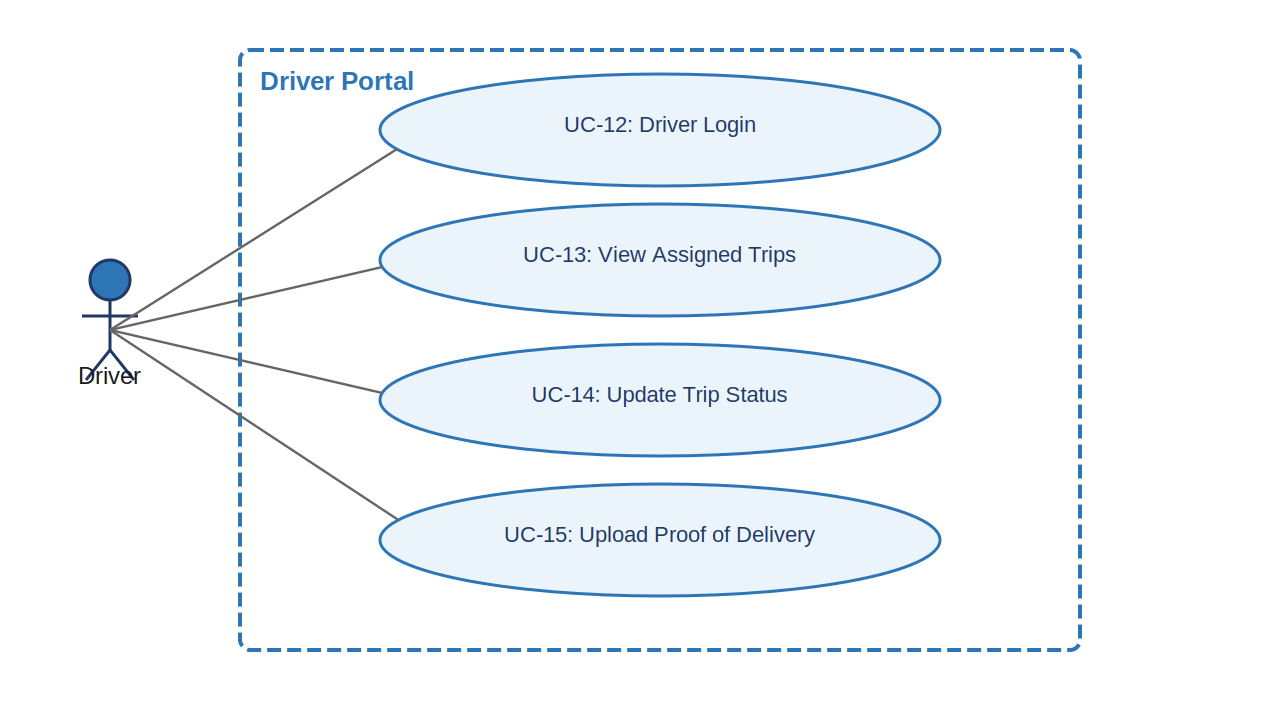 Driver Portal
UC-12: Driver Login
UC-13: View Assigned Trips
Driver
UC-14: Update Trip Status
UC-15: Upload Proof of Delivery